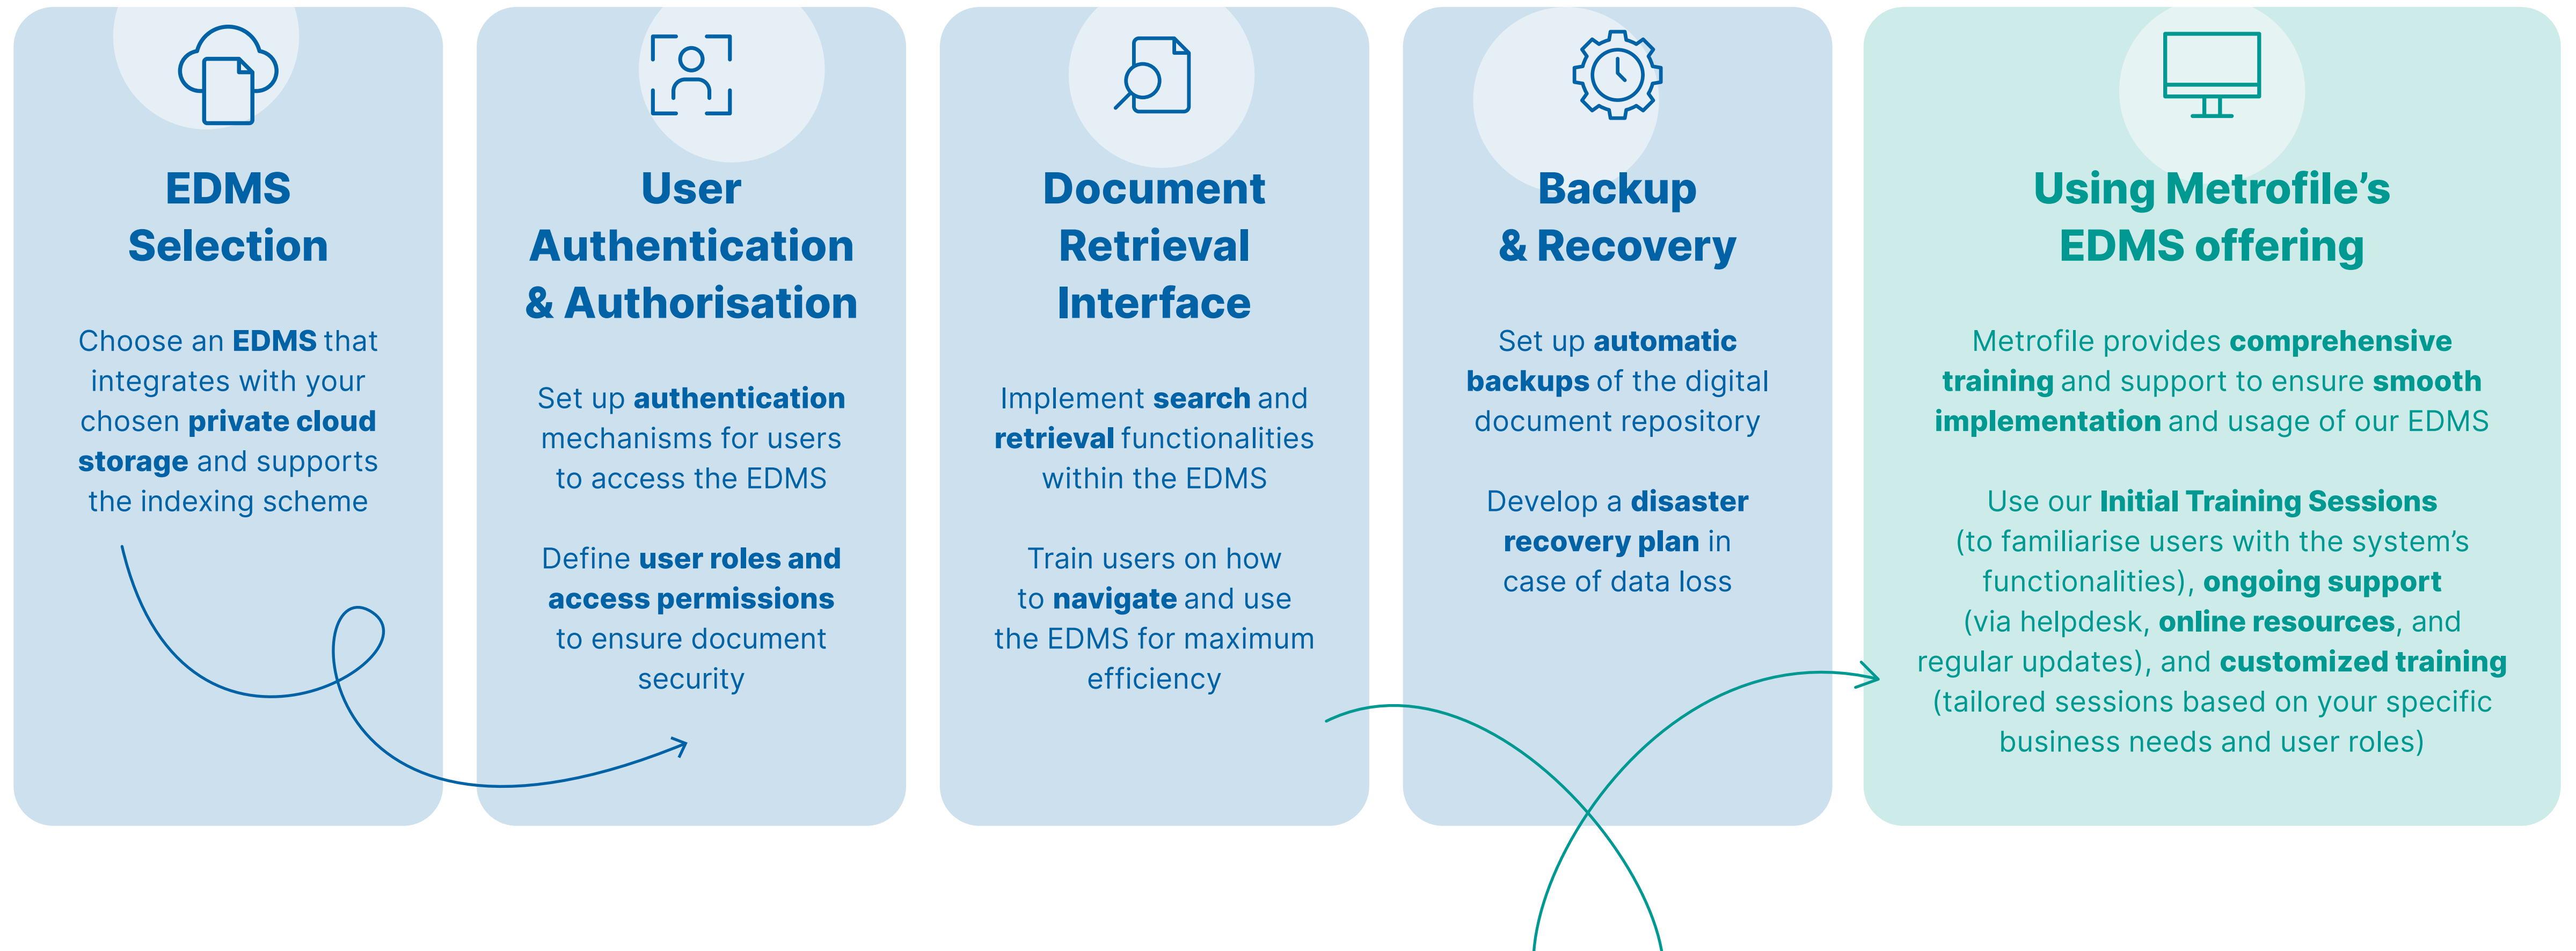 EDMS
Selection
Choose an EDMS that
integrates with your
chosen private cloud
storage and supports
the indexing scheme
User
Authentication
& Authorisation
Set up authentication
mechanisms for users
to access the EDMS
Define user roles and
access permissions
to ensure document
security
Document
Retrieval
Interface
Implement search and
retrieval functionalities
within the EDMS
Train users on how
to navigate and use
the EDMS for maximum
efficiency
Backup
& Recovery
Set up automatic
backups of the digital
document repository
Develop a disaster
recovery plan in
case of data loss
Using Metrofile’s
EDMS offering
Metrofile provides comprehensive
training and support to ensure smooth
implementation and usage of our EDMS
Use our Initial Training Sessions
(to familiarise users with the system’s
functionalities), ongoing support
(via helpdesk, online resources, and
regular updates), and customized training
(tailored sessions based on your specific
business needs and user roles)